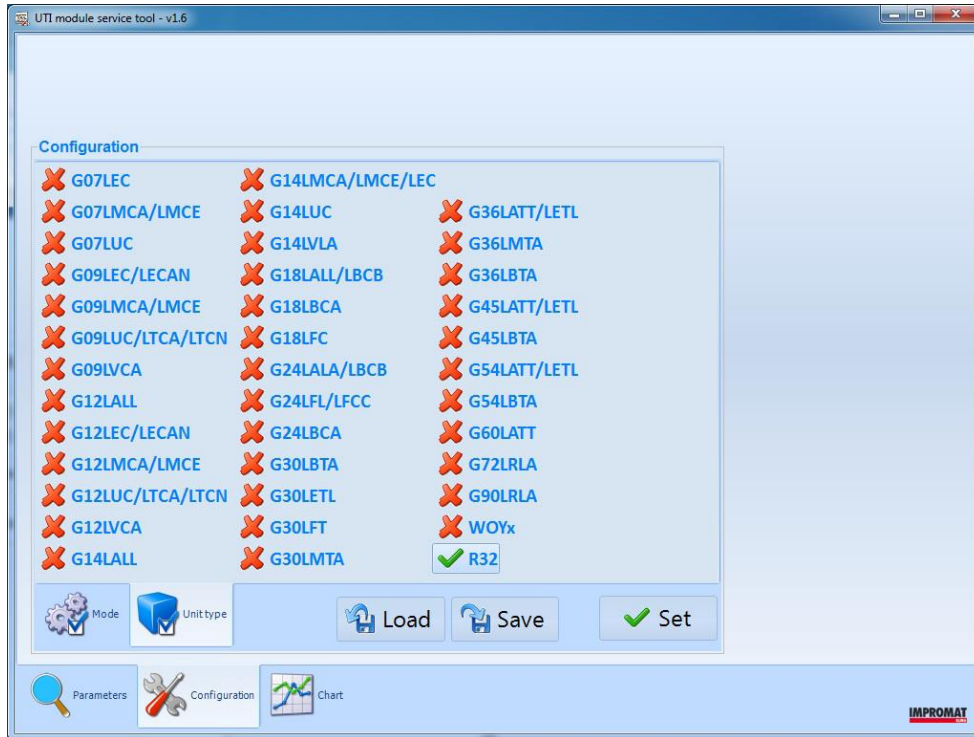 UTI module service tool - v1.6
Configuration
G07LEC
G07LMCA/LMCE
G07LUC
G09LEC/LECAN
G09LMCA/LMCE
G09LUC/LTCA/LTCN
G09LVCA
G12LALL
G12LEC/LECAN
G12LMCA/LMCE
G12LUC/LTCA/LTCN
G12LVCA
G14LALL
G14LMCA/LMCE/LEC
G14LUC
G14LVLA
G18LALL/LBCB
G18LBCA
G18LFC
G24LALA/LBCB
G24LFL/LFCC
G24LBCA
G30LBTA
G30LETL
G30LFT
G30LMTA
G36LATT/LETL
G36LMTA
G36LBTA
G45LATT/LETL
G45LBTA
G54LATT/LETL
G54LBTA
G60LATT
G72LRLA
G90LRLA
WOYx
R32
Mode
Unit type
Load
Save
Set
Parameters
Configuration
Chart
IMPROMAT